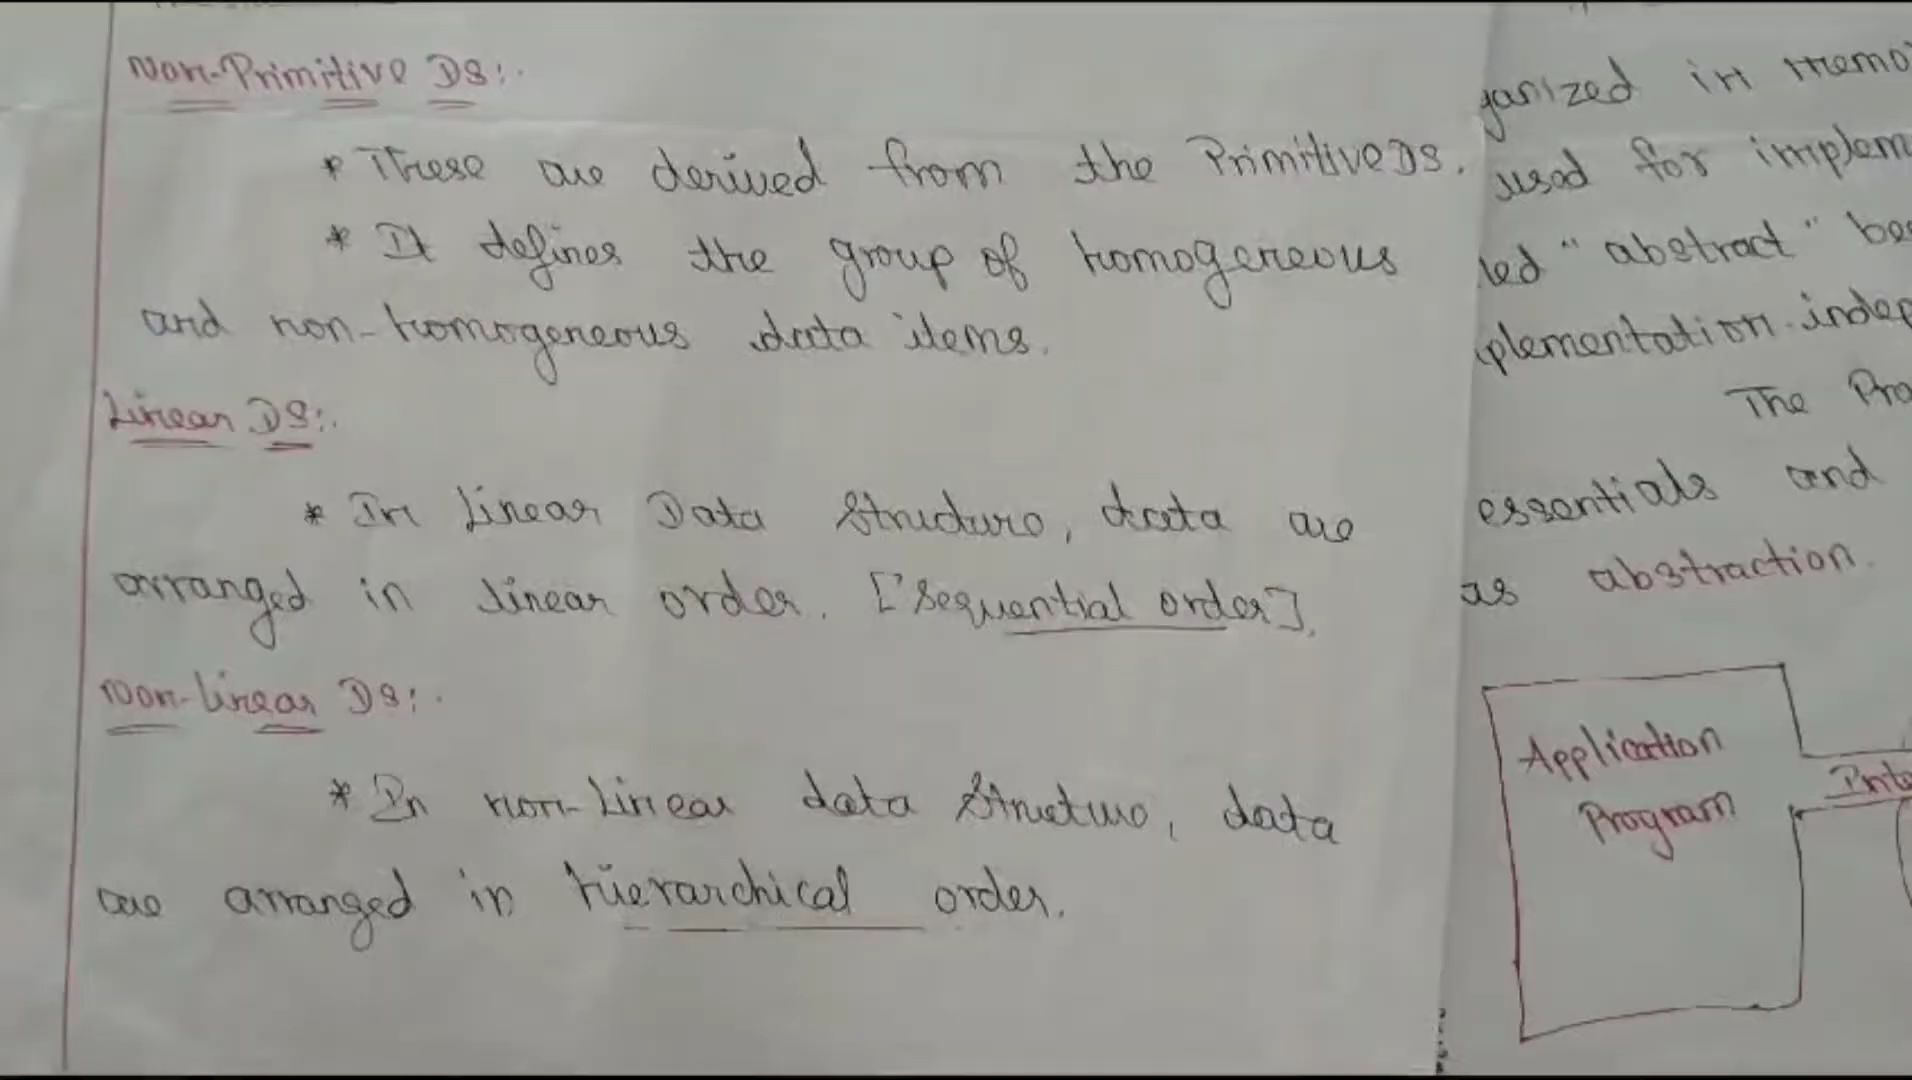 Non-Primitive DS:-
* These are derived from the Primitive DS.
* It defines the group of homogeneous
and non-homogeneous data items.
Linear DS:-
* In Linear Data Structure, data are
arranged in linear order. [Sequential order].
Non-linear DS:-
* In non-Linear data structure, data
are arranged in hierarchical order.
ganized in memo
used for implem
led "abstract" bec
plementation-indep
The Pro
essentials and
as abstraction.
Application
Program
Inte